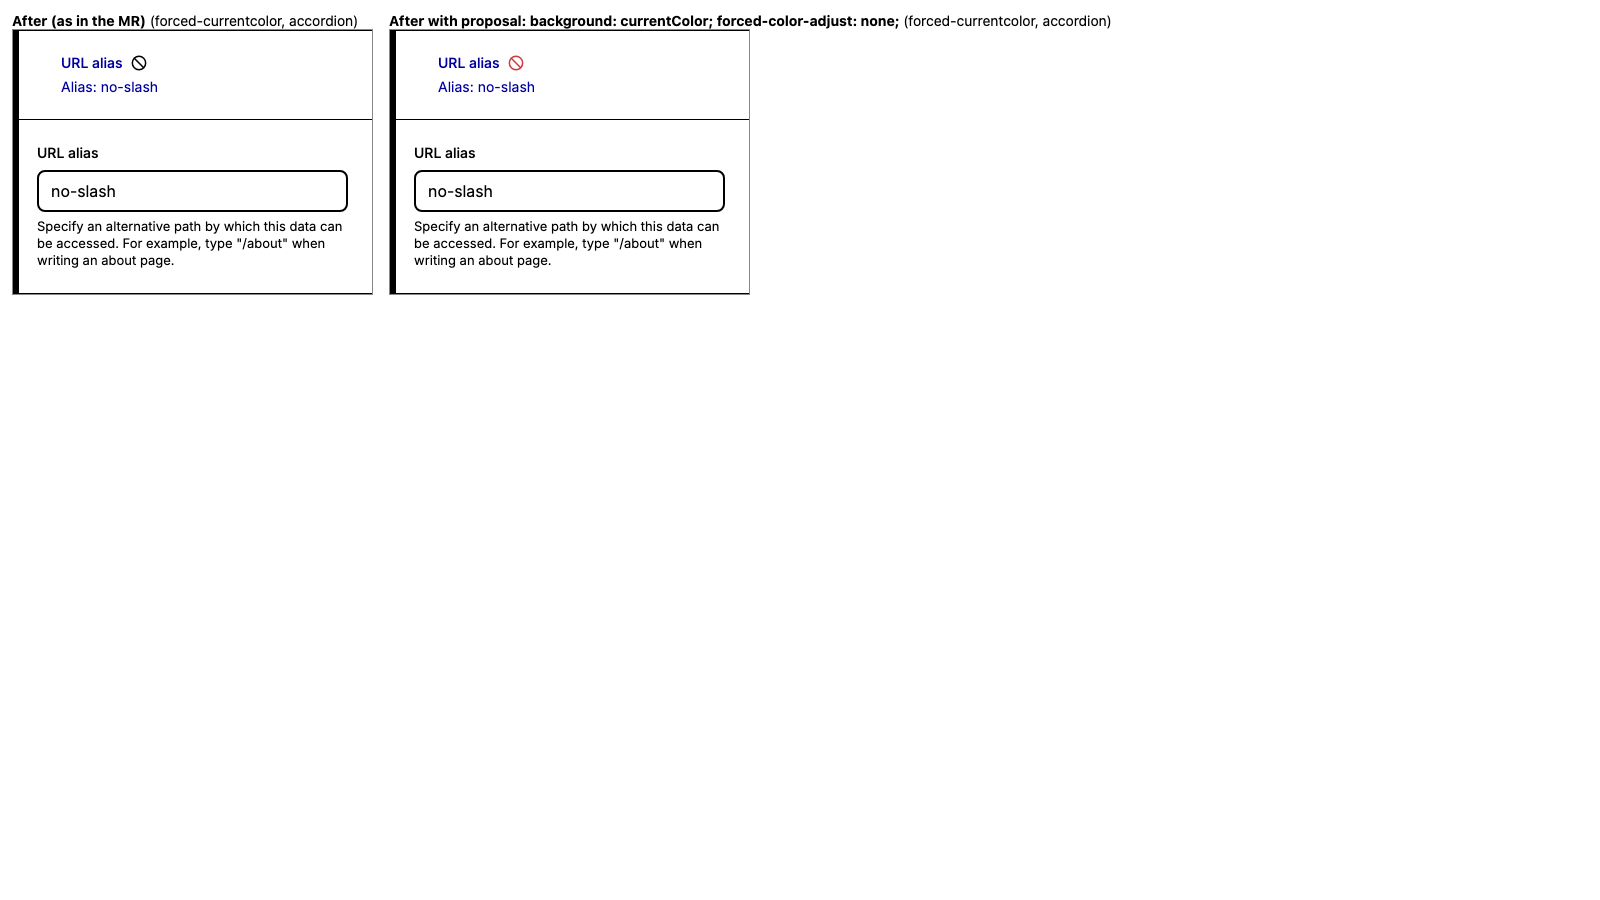 After (as in the MR) (forced-currentcolor, accordion)
URL alias
Alias: no-slash
URL alias
no-slash
Specify an alternative path by which this data can
be accessed. For example, type "/about" when
writing an about page.
After with proposal: background: currentColor; forced-color-adjust: none; (forced-currentcolor, accordion)
URL alias
Alias: no-slash
URL alias
no-slash
Specify an alternative path by which this data can
be accessed. For example, type "/about" when
writing an about page.